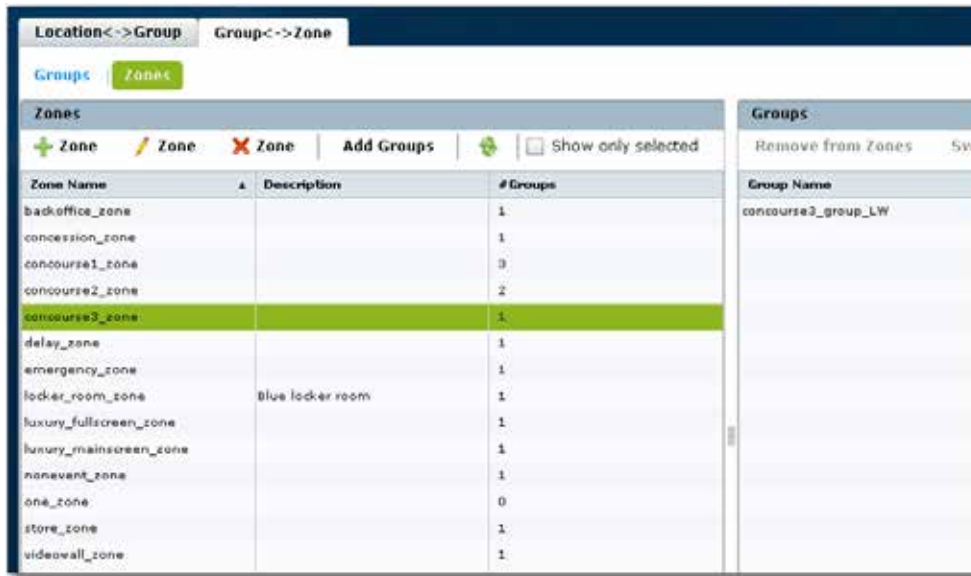 Location<->Group Group<->Zone
Groups Zones
Zones
Zone Zone Zone Add Groups Show only selected
Zone Name Description #Groups
backoffice_zone 1
concession_zone 1
concourse1_zone 3
concourse2_zone 2
concourse3_zone 1
delay_zone 1
emergency_zone 1
locker_room_zone Blue locker room 1
luxury_fullscreen_zone 1
luxury_mainscreen_zone 1
nonevent_zone 1
one_zone 0
store_zone 1
videowall_zone 1
Groups
Remove from Zones Sw
Group Name
concourse3_group_LW